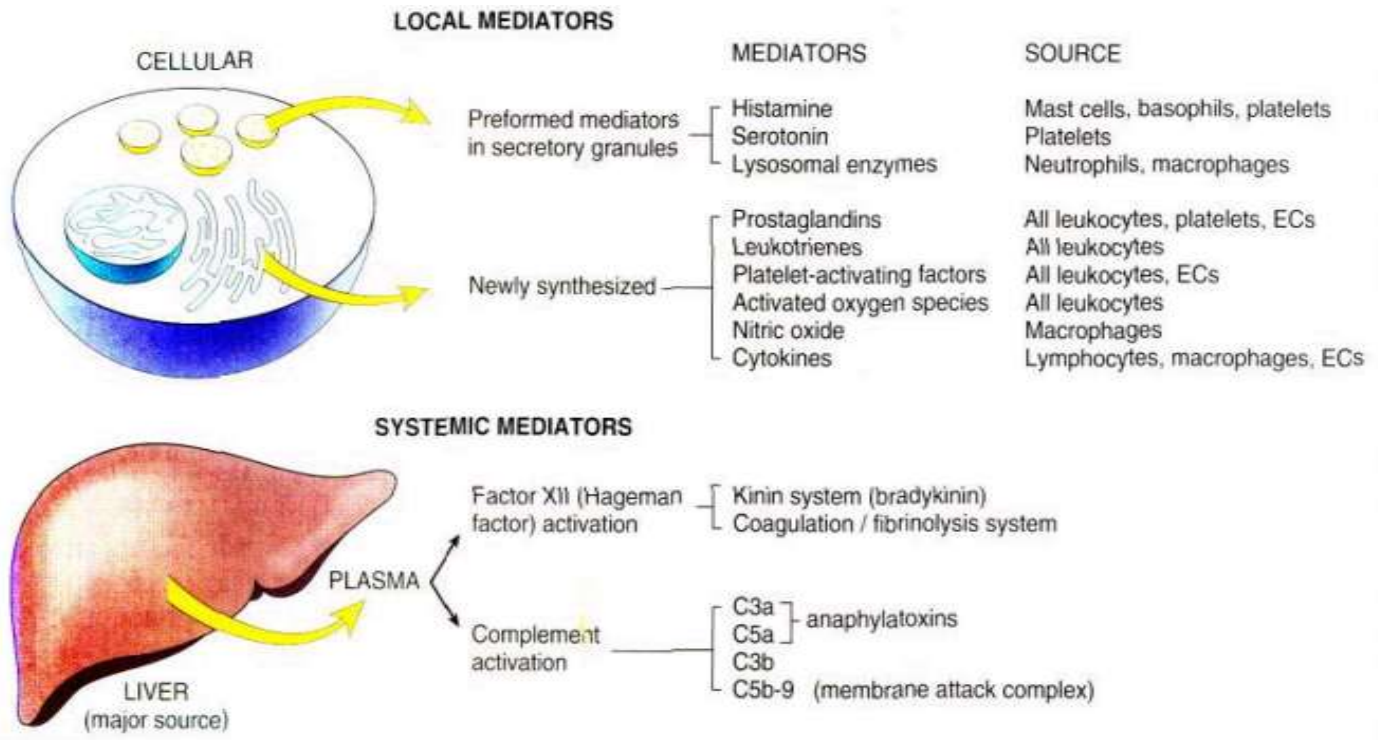 LOCAL MEDIATORS
CELLULAR
MEDIATORS
SOURCE
Preformed mediators
in secretory granules
Histamine
Mast cells, basophils, platelets
Serotonin
Platelets
Lysosomal enzymes
Neutrophils, macrophages
Newly synthesized
Prostaglandins
All leukocytes, platelets, ECs
Leukotrienes
All leukocytes
Platelet-activating factors
All leukocytes, ECs
Activated oxygen species
All leukocytes
Nitric oxide
Macrophages
Cytokines
Lymphocytes, macrophages, ECs
SYSTEMIC MEDIATORS
LIVER
(major source)
PLASMA
Factor XII (Hageman
factor) activation
Kinin system (bradykinin)
Coagulation / fibrinolysis system
Complement
activation
C3a
C5a
anaphylatoxins
C3b
C5b-9 (membrane attack complex)